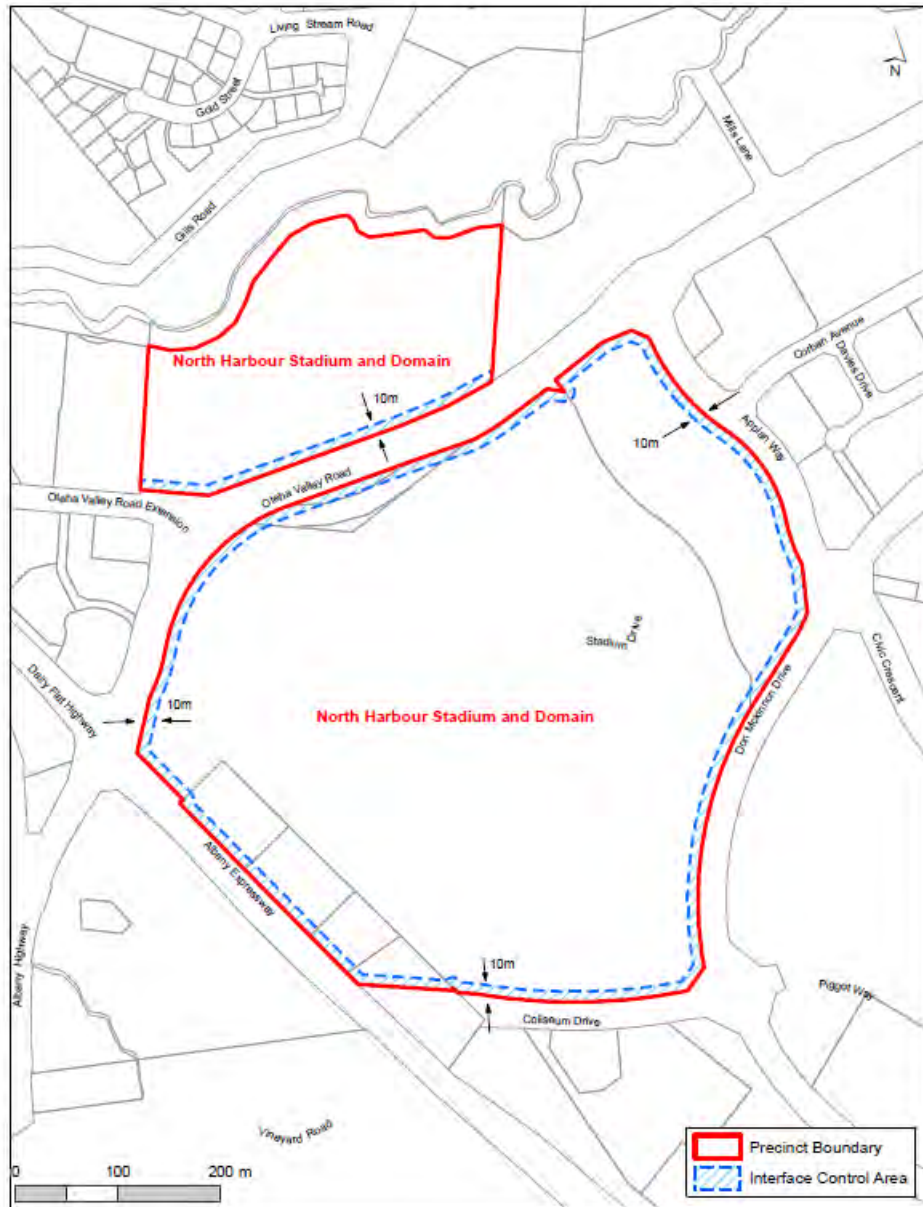 Living Stream Road
N
Gold Street
Mills Lane
Gills Road
North Harbour Stadium and Domain
Corban Avenue
Davies Drive
10m
10m
Appian Way
Oteha Valley Road
Oteha Valley Road Extension
Stadium Drive
Civic Crescent
Dairy Flat Highway
10m
North Harbour Stadium and Domain
Don Mckinnon Drive
Albany Expressway
Albany Highway
10m
Piggot Way
Coliseum Drive
Vineyard Road
Precinct Boundary
Interface Control Area
0 100 200 m